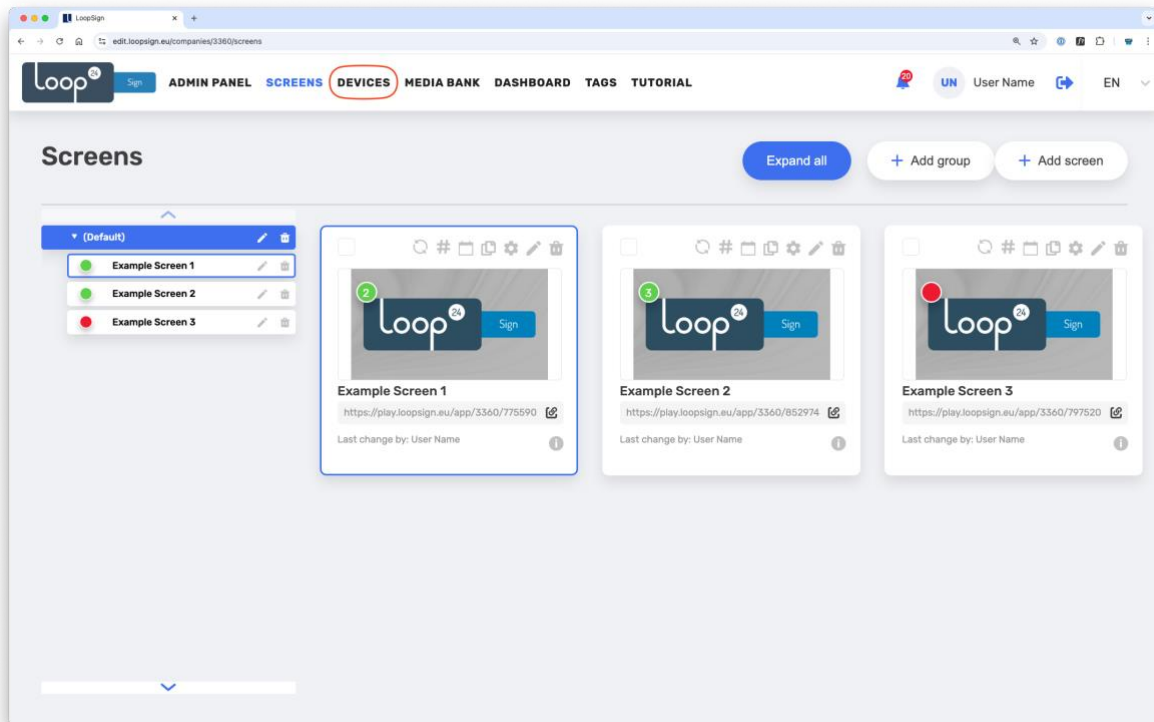 LoopSign
edit.loopsign.eu/companies/3360/screens
Loop 24 Sign ADMIN PANEL SCREENS DEVICES MEDIA BANK DASHBOARD TAGS TUTORIAL 20 UN User Name EN
Screens
Expand all + Add group + Add screen
(Default)
Example Screen 1
Example Screen 2
Example Screen 3
2
Loop 24 Sign
Example Screen 1
https://play.loopsign.eu/app/3360/775590
Last change by: User Name
3
Loop 24 Sign
Example Screen 2
https://play.loopsign.eu/app/3360/852974
Last change by: User Name
Loop 24 Sign
Example Screen 3
https://play.loopsign.eu/app/3360/797520
Last change by: User Name